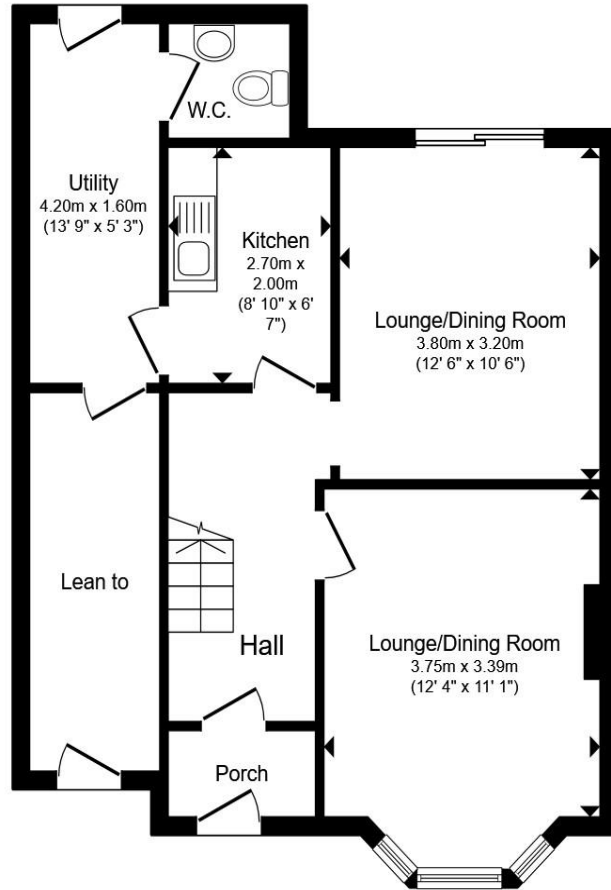 W.C.
Utility
4.20m x 1.60m
(13' 9" x 5' 3")
Kitchen
2.70m x
2.00m
(8' 10" x 6'
7")
Lounge/Dining Room
3.80m x 3.20m
(12' 6" x 10' 6")
Lean to
Hall
Lounge/Dining Room
3.75m x 3.39m
(12' 4" x 11' 1")
Porch